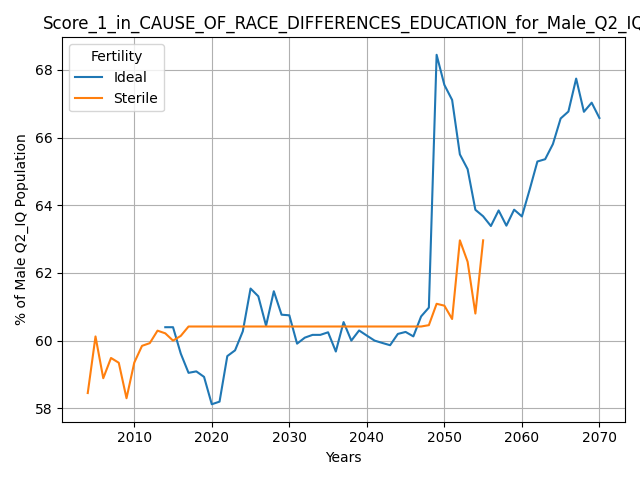 Score_1_in_CAUSE_OF_RACE_DIFFERENCES_EDUCATION_for_Male_Q2_IQ
Fertility
Ideal
Sterile
% of Male Q2_IQ Population
68
66
64
62
60
58
2010 2020 2030 2040 2050 2060 2070
Years